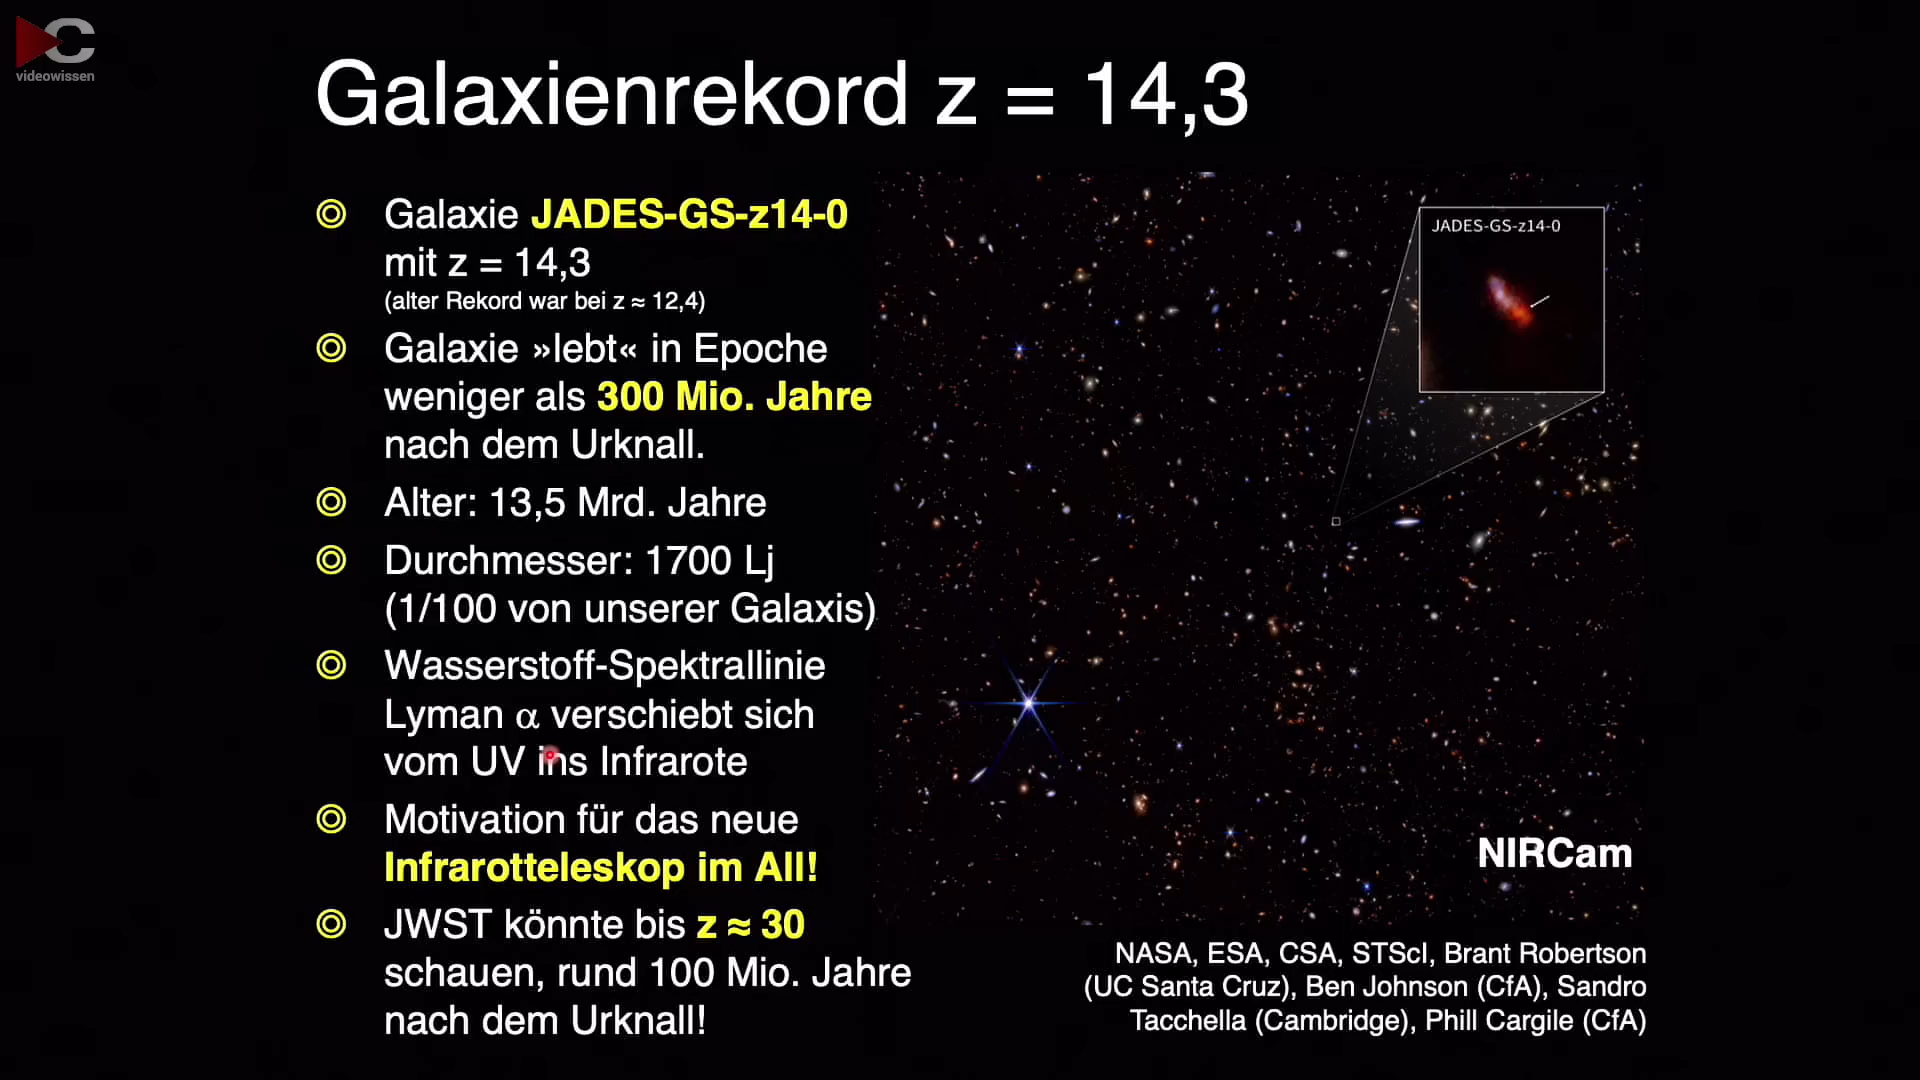 C
videowissen
Galaxienrekord z = 14,3
Galaxie JADES-GS-z14-0
mit z = 14,3
(alter Rekord war bei z ≈ 12,4)
Galaxie »lebt« in Epoche
weniger als 300 Mio. Jahre
nach dem Urknall.
Alter: 13,5 Mrd. Jahre
Durchmesser: 1700 Lj
(1/100 von unserer Galaxis)
Wasserstoff-Spektrallinie
Lyman α verschiebt sich
vom UV ins Infrarote
Motivation für das neue
Infrarotteleskop im All!
JWST könnte bis z ≈ 30
schauen, rund 100 Mio. Jahre
nach dem Urknall!
JADES-GS-z14-0
NIRCam
NASA, ESA, CSA, STScI, Brant Robertson
(UC Santa Cruz), Ben Johnson (CfA), Sandro
Tacchella (Cambridge), Phill Cargile (CfA)